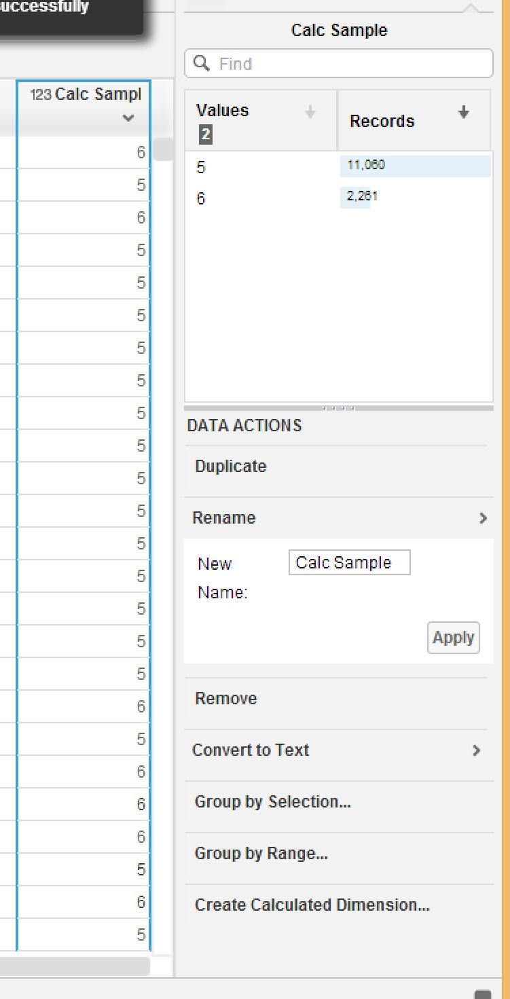 successfully
123 Calc Sampl
6
5
6
5
5
5
5
5
5
5
5
5
5
5
5
5
5
6
5
6
6
6
5
6
5
Calc Sample
Find
Values
2
Records
5 11,060
6 2,261
DATA ACTIONS
Duplicate
Rename
New Calc Sample
Name:
Apply
Remove
Convert to Text
Group by Selection...
Group by Range...
Create Calculated Dimension...